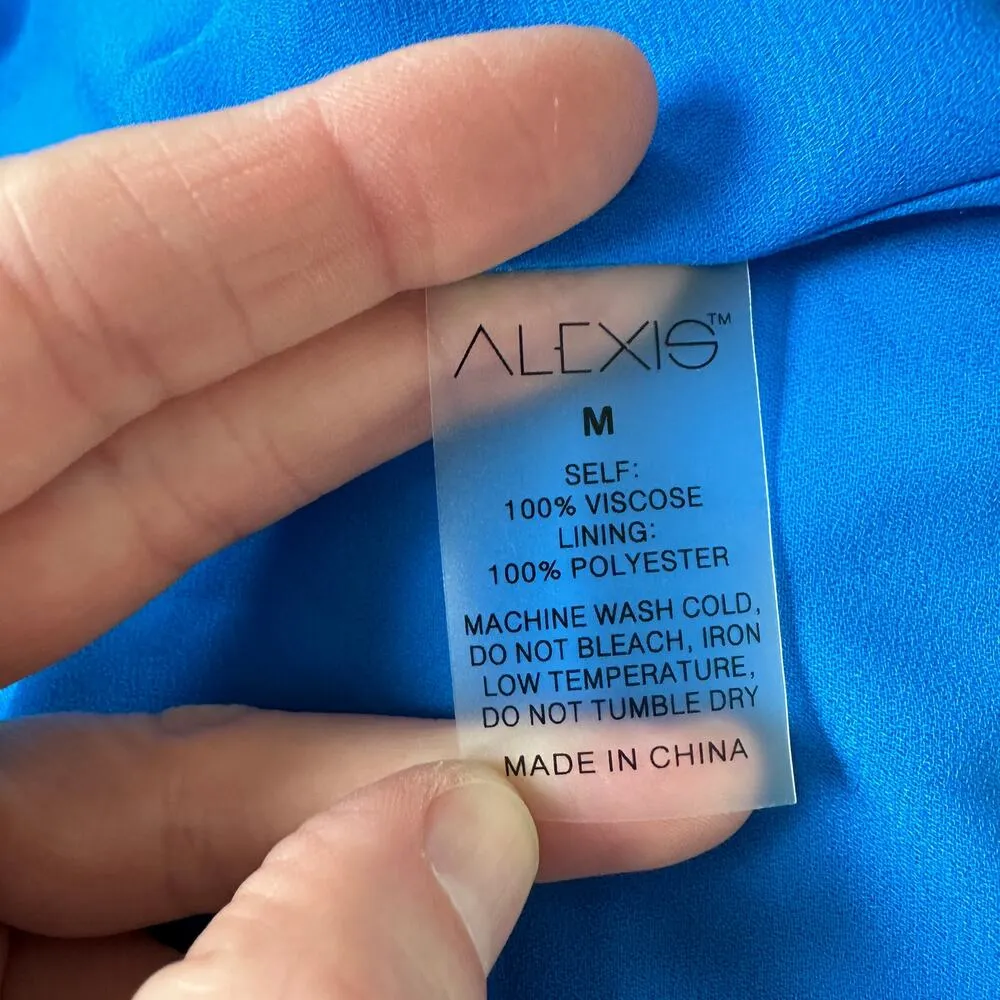 ALEXIS™
M
SELF:
100% VISCOSE
LINING:
100% POLYESTER
MACHINE WASH COLD,
DO NOT BLEACH, IRON
LOW TEMPERATURE,
DO NOT TUMBLE DRY
MADE IN CHINA